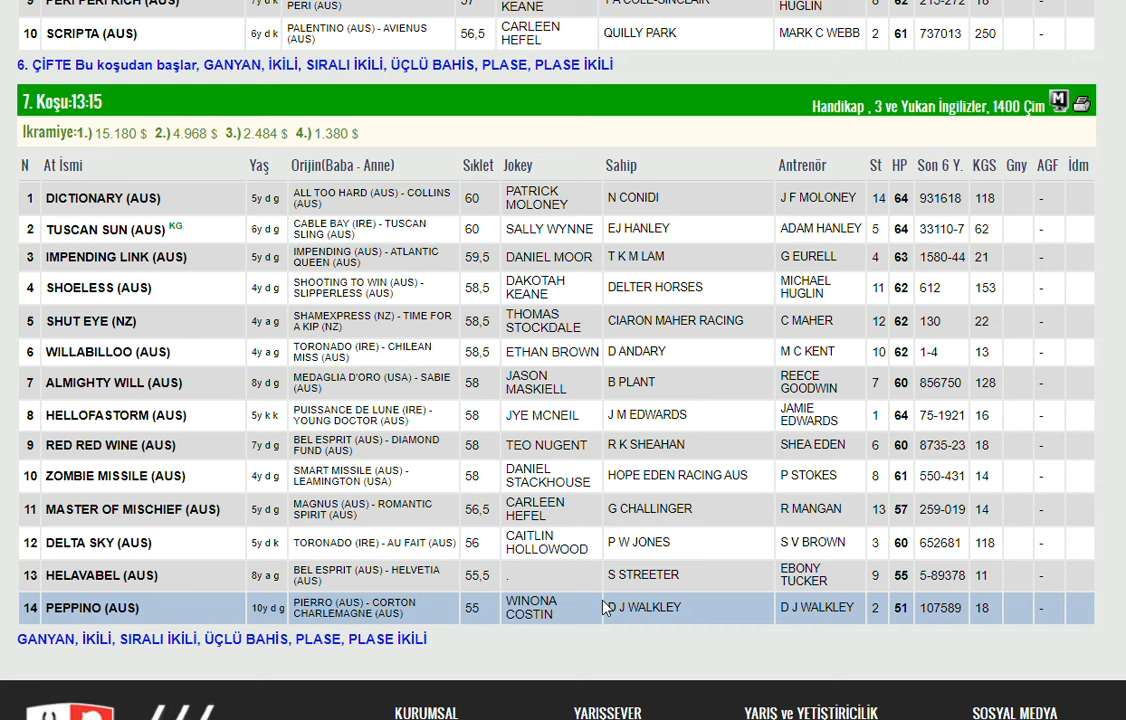 9 PERI PERI RICH (AUS) 7y d k PERI (AUS) 57 KEANE HUGLIN 8 62 213-272 18 -
10 SCRIPTA (AUS) 6y d k PALENTINO (AUS) - AVIENUS (AUS) 56,5 CARLEEN HEFEL QUILLY PARK MARK C WEBB 2 61 737013 250 -
6. ÇİFTE Bu koşudan başlar, GANYAN, İKİLİ, SIRALI İKİLİ, ÜÇLÜ BAHİS, PLASE, PLASE İKİLİ
7. Koşu:13:15 Handikap , 3 ve Yukarı İngilizler, 1400 Çim M
İkramiye:1.) 15.180 $ 2.) 4.968 $ 3.) 2.484 $ 4.) 1.380 $
N At İsmi Yaş Orijin(Baba - Anne) Sıklet Jokey Sahip Antrenör St HP Son 6 Y. KGS Gny AGF İdm
1 DICTIONARY (AUS) 5y d g ALL TOO HARD (AUS) - COLLINS (AUS) 60 PATRICK MOLONEY N CONIDI J F MOLONEY 14 64 931618 118 -
2 TUSCAN SUN (AUS) KG 6y d g CABLE BAY (IRE) - TUSCAN SLING (AUS) 60 SALLY WYNNE EJ HANLEY ADAM HANLEY 5 64 33110-7 62 -
3 IMPENDING LINK (AUS) 5y d g IMPENDING (AUS) - ATLANTIC QUEEN (AUS) 59,5 DANIEL MOOR T K M LAM G EURELL 4 63 1580-44 21 -
4 SHOELESS (AUS) 4y d g SHOOTING TO WIN (AUS) - SLIPPERLESS (AUS) 58,5 DAKOTAH KEANE DELTER HORSES MICHAEL HUGLIN 11 62 612 153 -
5 SHUT EYE (NZ) 4y a g SHAMEXPRESS (NZ) - TIME FOR A KIP (NZ) 58,5 THOMAS STOCKDALE CIARON MAHER RACING C MAHER 12 62 130 22 -
6 WILLABILLOO (AUS) 4y a g TORONADO (IRE) - CHILEAN MISS (AUS) 58,5 ETHAN BROWN D ANDARY M C KENT 10 62 1-4 13 -
7 ALMIGHTY WILL (AUS) 8y d g MEDAGLIA D'ORO (USA) - SABIE (AUS) 58 JASON MASKIELL B PLANT REECE GOODWIN 7 60 856750 128 -
8 HELLOFASTORM (AUS) 5y k k PUISSANCE DE LUNE (IRE) - YOUNG DOCTOR (AUS) 58 JYE MCNEIL J M EDWARDS JAMIE EDWARDS 1 64 75-1921 16 -
9 RED RED WINE (AUS) 7y d g BEL ESPRIT (AUS) - DIAMOND FUND (AUS) 58 TEO NUGENT R K SHEAHAN SHEA EDEN 6 60 8735-23 18 -
10 ZOMBIE MISSILE (AUS) 4y d g SMART MISSILE (AUS) - LEAMINGTON (USA) 58 DANIEL STACKHOUSE HOPE EDEN RACING AUS P STOKES 8 61 550-431 14 -
11 MASTER OF MISCHIEF (AUS) 5y d g MAGNUS (AUS) - ROMANTIC SPIRIT (AUS) 56,5 CARLEEN HEFEL G CHALLINGER R MANGAN 13 57 259-019 14 -
12 DELTA SKY (AUS) 5y d k TORONADO (IRE) - AU FAIT (AUS) 56 CAITLIN HOLLOWOOD P W JONES S V BROWN 3 60 652681 118 -
13 HELAVABEL (AUS) 8y a g BEL ESPRIT (AUS) - HELVETIA (AUS) 55,5 . S STREETER EBONY TUCKER 9 55 5-89378 11 -
14 PEPPINO (AUS) 10y d g PIERRO (AUS) - CORTON CHARLEMAGNE (AUS) 55 WINONA COSTIN D J WALKLEY D J WALKLEY 2 51 107589 18 -
GANYAN, İKİLİ, SIRALI İKİLİ, ÜÇLÜ BAHİS, PLASE, PLASE İKİLİ
KURUMSAL YARIŞSEVER YARIŞ ve YETİŞTİRİCİLİK SOSYAL MEDYA